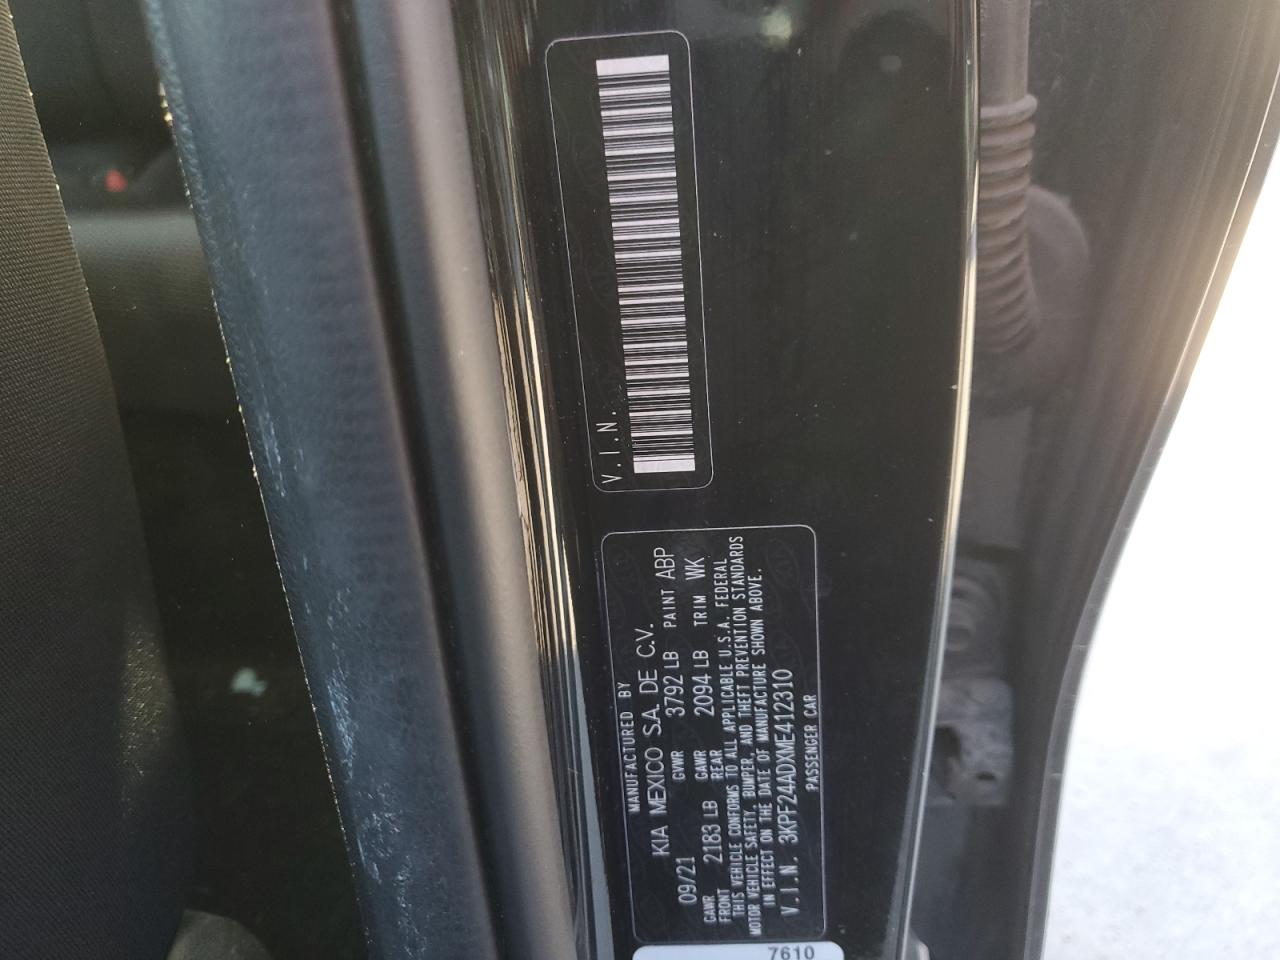 V.I.N.
MANUFACTURED BY
KIA MEXICO S.A. DE C.V.
09/21 GVWR 3792 LB PAINT ABP
GAWR FRONT 2183 LB GAWR REAR 2094 LB TRIM WK
THIS VEHICLE CONFORMS TO ALL APPLICABLE U.S.A. FEDERAL
MOTOR VEHICLE SAFETY, BUMPER, AND THEFT PREVENTION STANDARDS
IN EFFECT ON THE DATE OF MANUFACTURE SHOWN ABOVE.
V.I.N. 3KPF24ADXME412310
PASSENGER CAR
7610